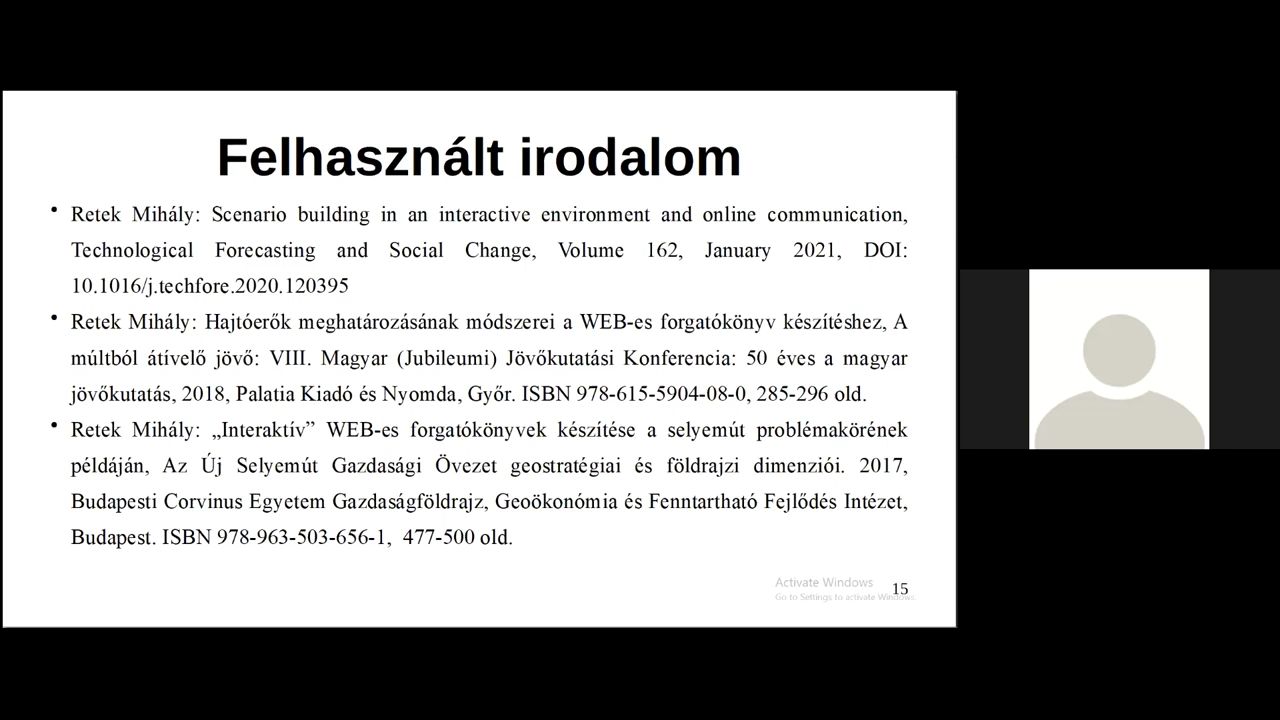 Felhasznált irodalom
• Retek Mihály: Scenario building in an interactive environment and online communication,
Technological Forecasting and Social Change, Volume 162, January 2021, DOI:
10.1016/j.techfore.2020.120395
• Retek Mihály: Hajtóerők meghatározásának módszerei a WEB-es forgatókönyv készítéshez, A
múltból átívelő jövő: VIII. Magyar (Jubileumi) Jövőkutatási Konferencia: 50 éves a magyar
jövőkutatás, 2018, Palatia Kiadó és Nyomda, Győr. ISBN 978-615-5904-08-0, 285-296 old.
• Retek Mihály: „Interaktív” WEB-es forgatókönyvek készítése a selyemút problémakörének
példáján, Az Új Selyemút Gazdasági Övezet geostratégiai és földrajzi dimenziói. 2017,
Budapesti Corvinus Egyetem Gazdaságföldrajz, Geoökonómia és Fenntartható Fejlődés Intézet,
Budapest. ISBN 978-963-503-656-1, 477-500 old.
Activate Windows
15
Go to Settings to activate Windows.